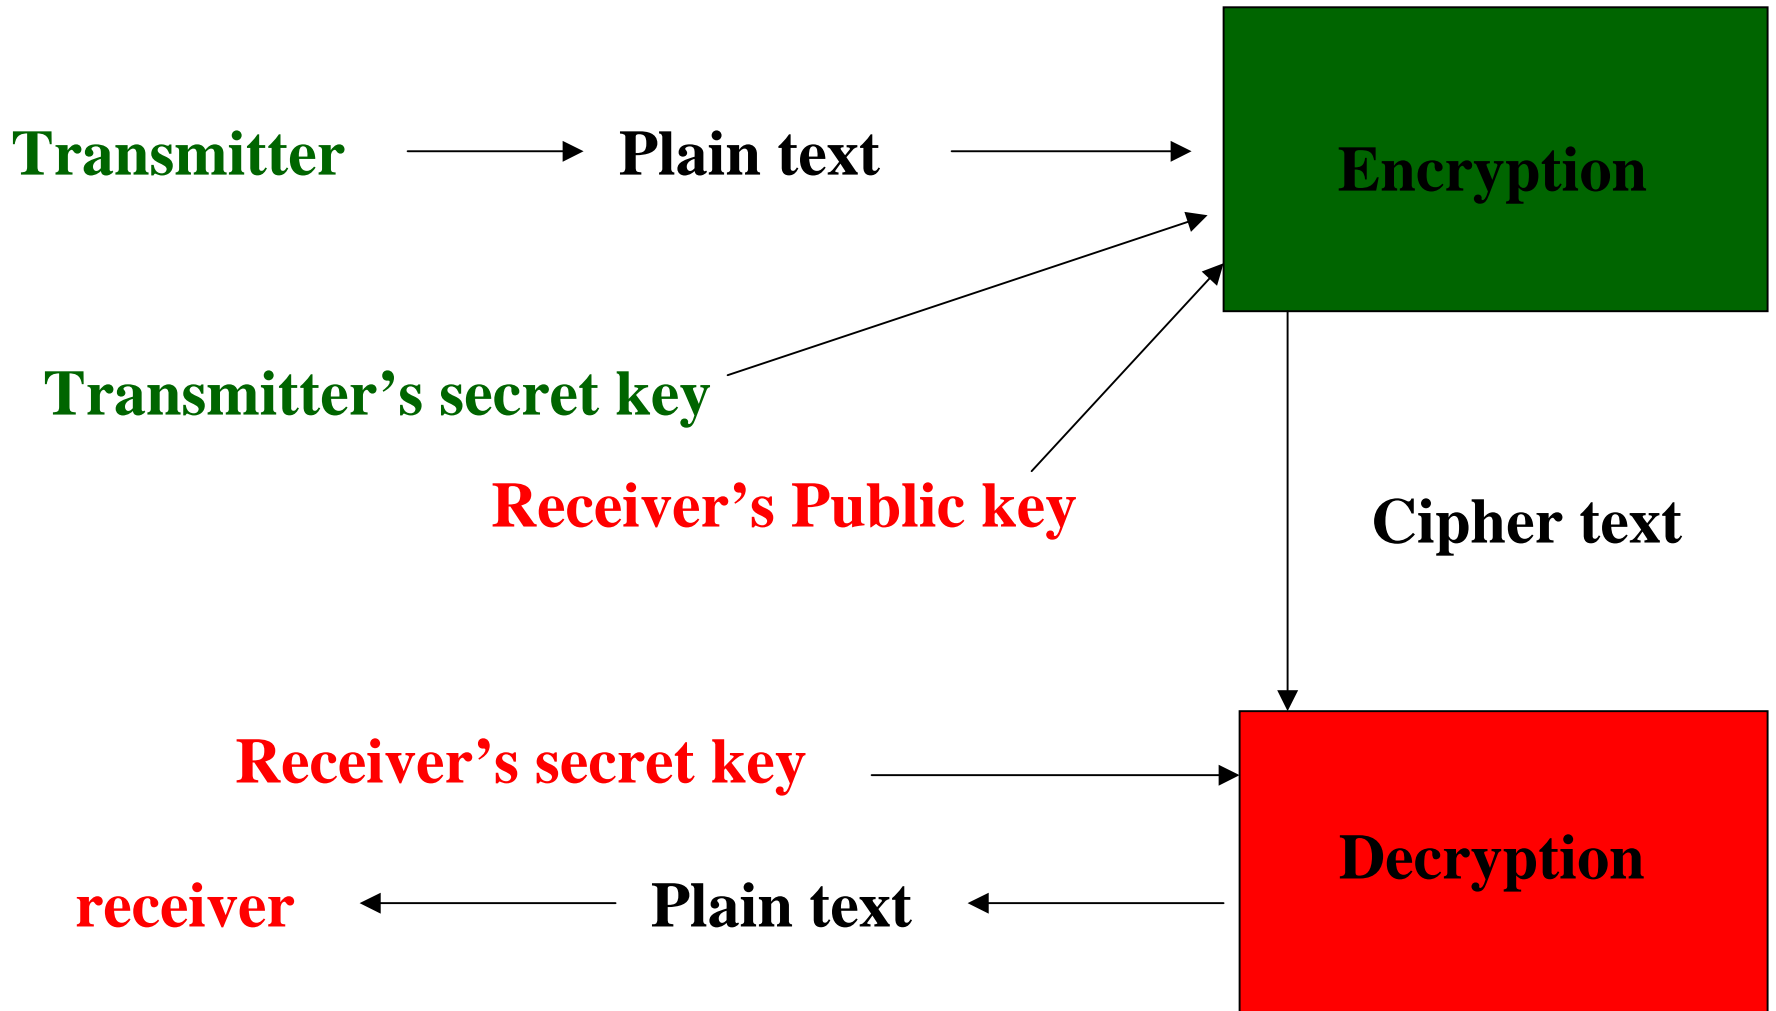 Transmitter
Plain text
Encryption
Transmitter’s secret key
Receiver’s Public key
Cipher text
Receiver’s secret key
Decryption
receiver
Plain text